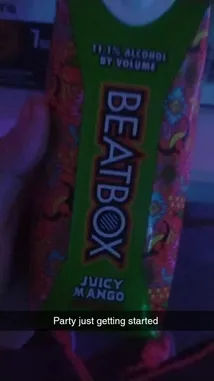 11.1% ALCOHOL
BY VOLUME
BEATBOX
JUICY
MANGO
Party just getting started